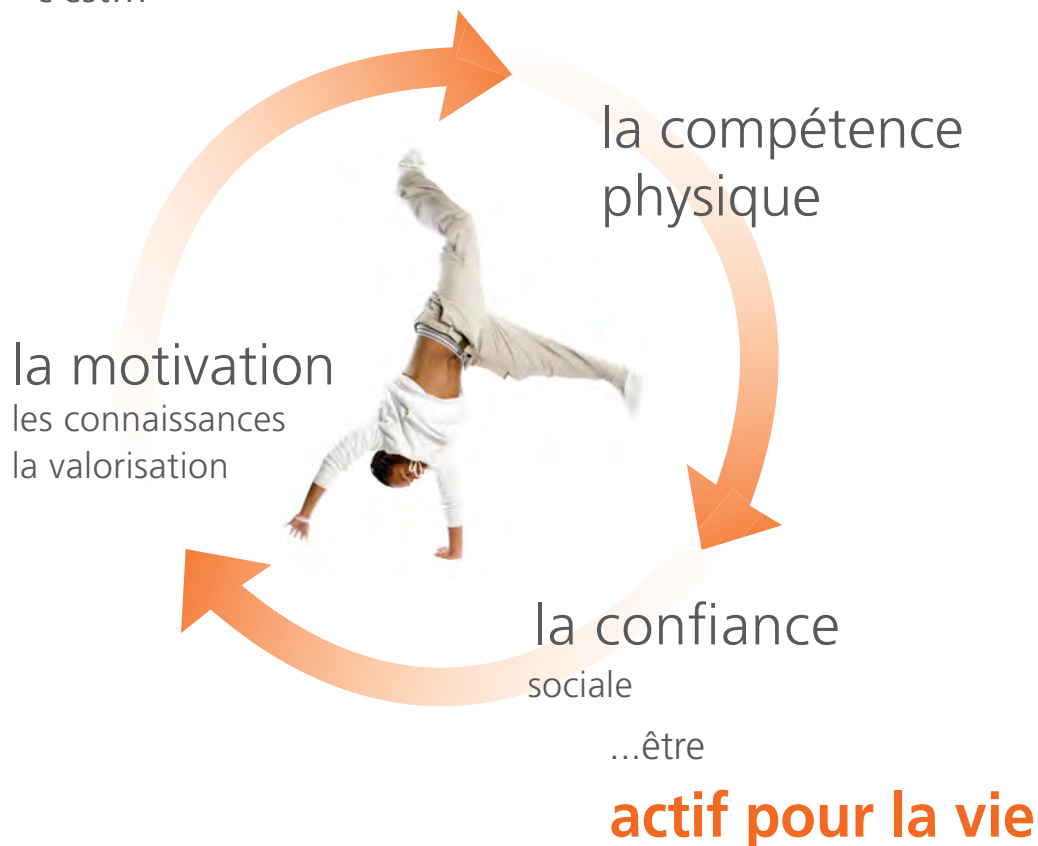 la compétence
physique
la motivation
les connaissances
la valorisation
la confiance
sociale
...être
actif pour la vie